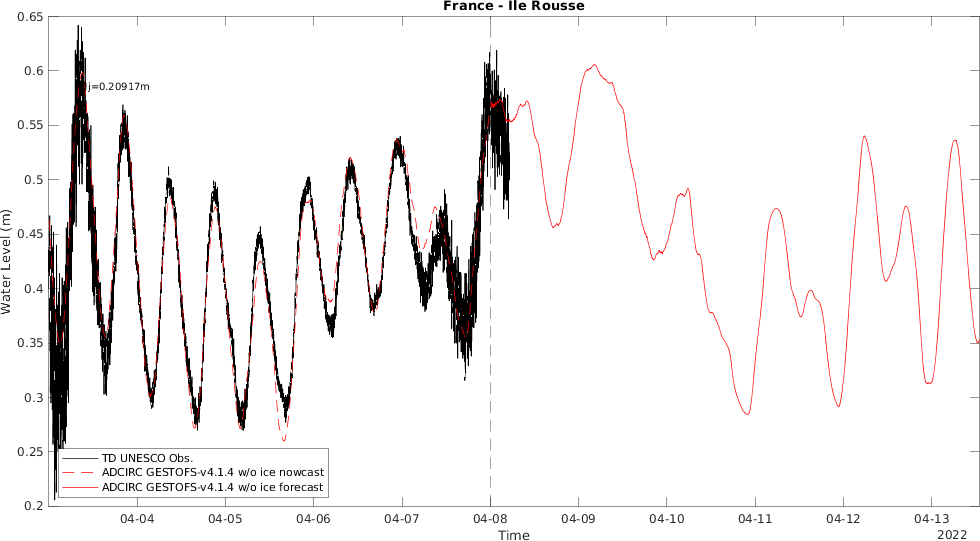 France - Ile Rousse
0.65
0.6
0.55
0.5
0.45
0.4
0.35
0.3
0.25
0.2
Water Level (m)
j=0.20917m
TD UNESCO Obs.
ADCIRC GESTOFS-v4.1.4 w/o ice nowcast
ADCIRC GESTOFS-v4.1.4 w/o ice forecast
04-04 04-05 04-06 04-07 04-08 04-09 04-10 04-11 04-12 04-13
Time
2022